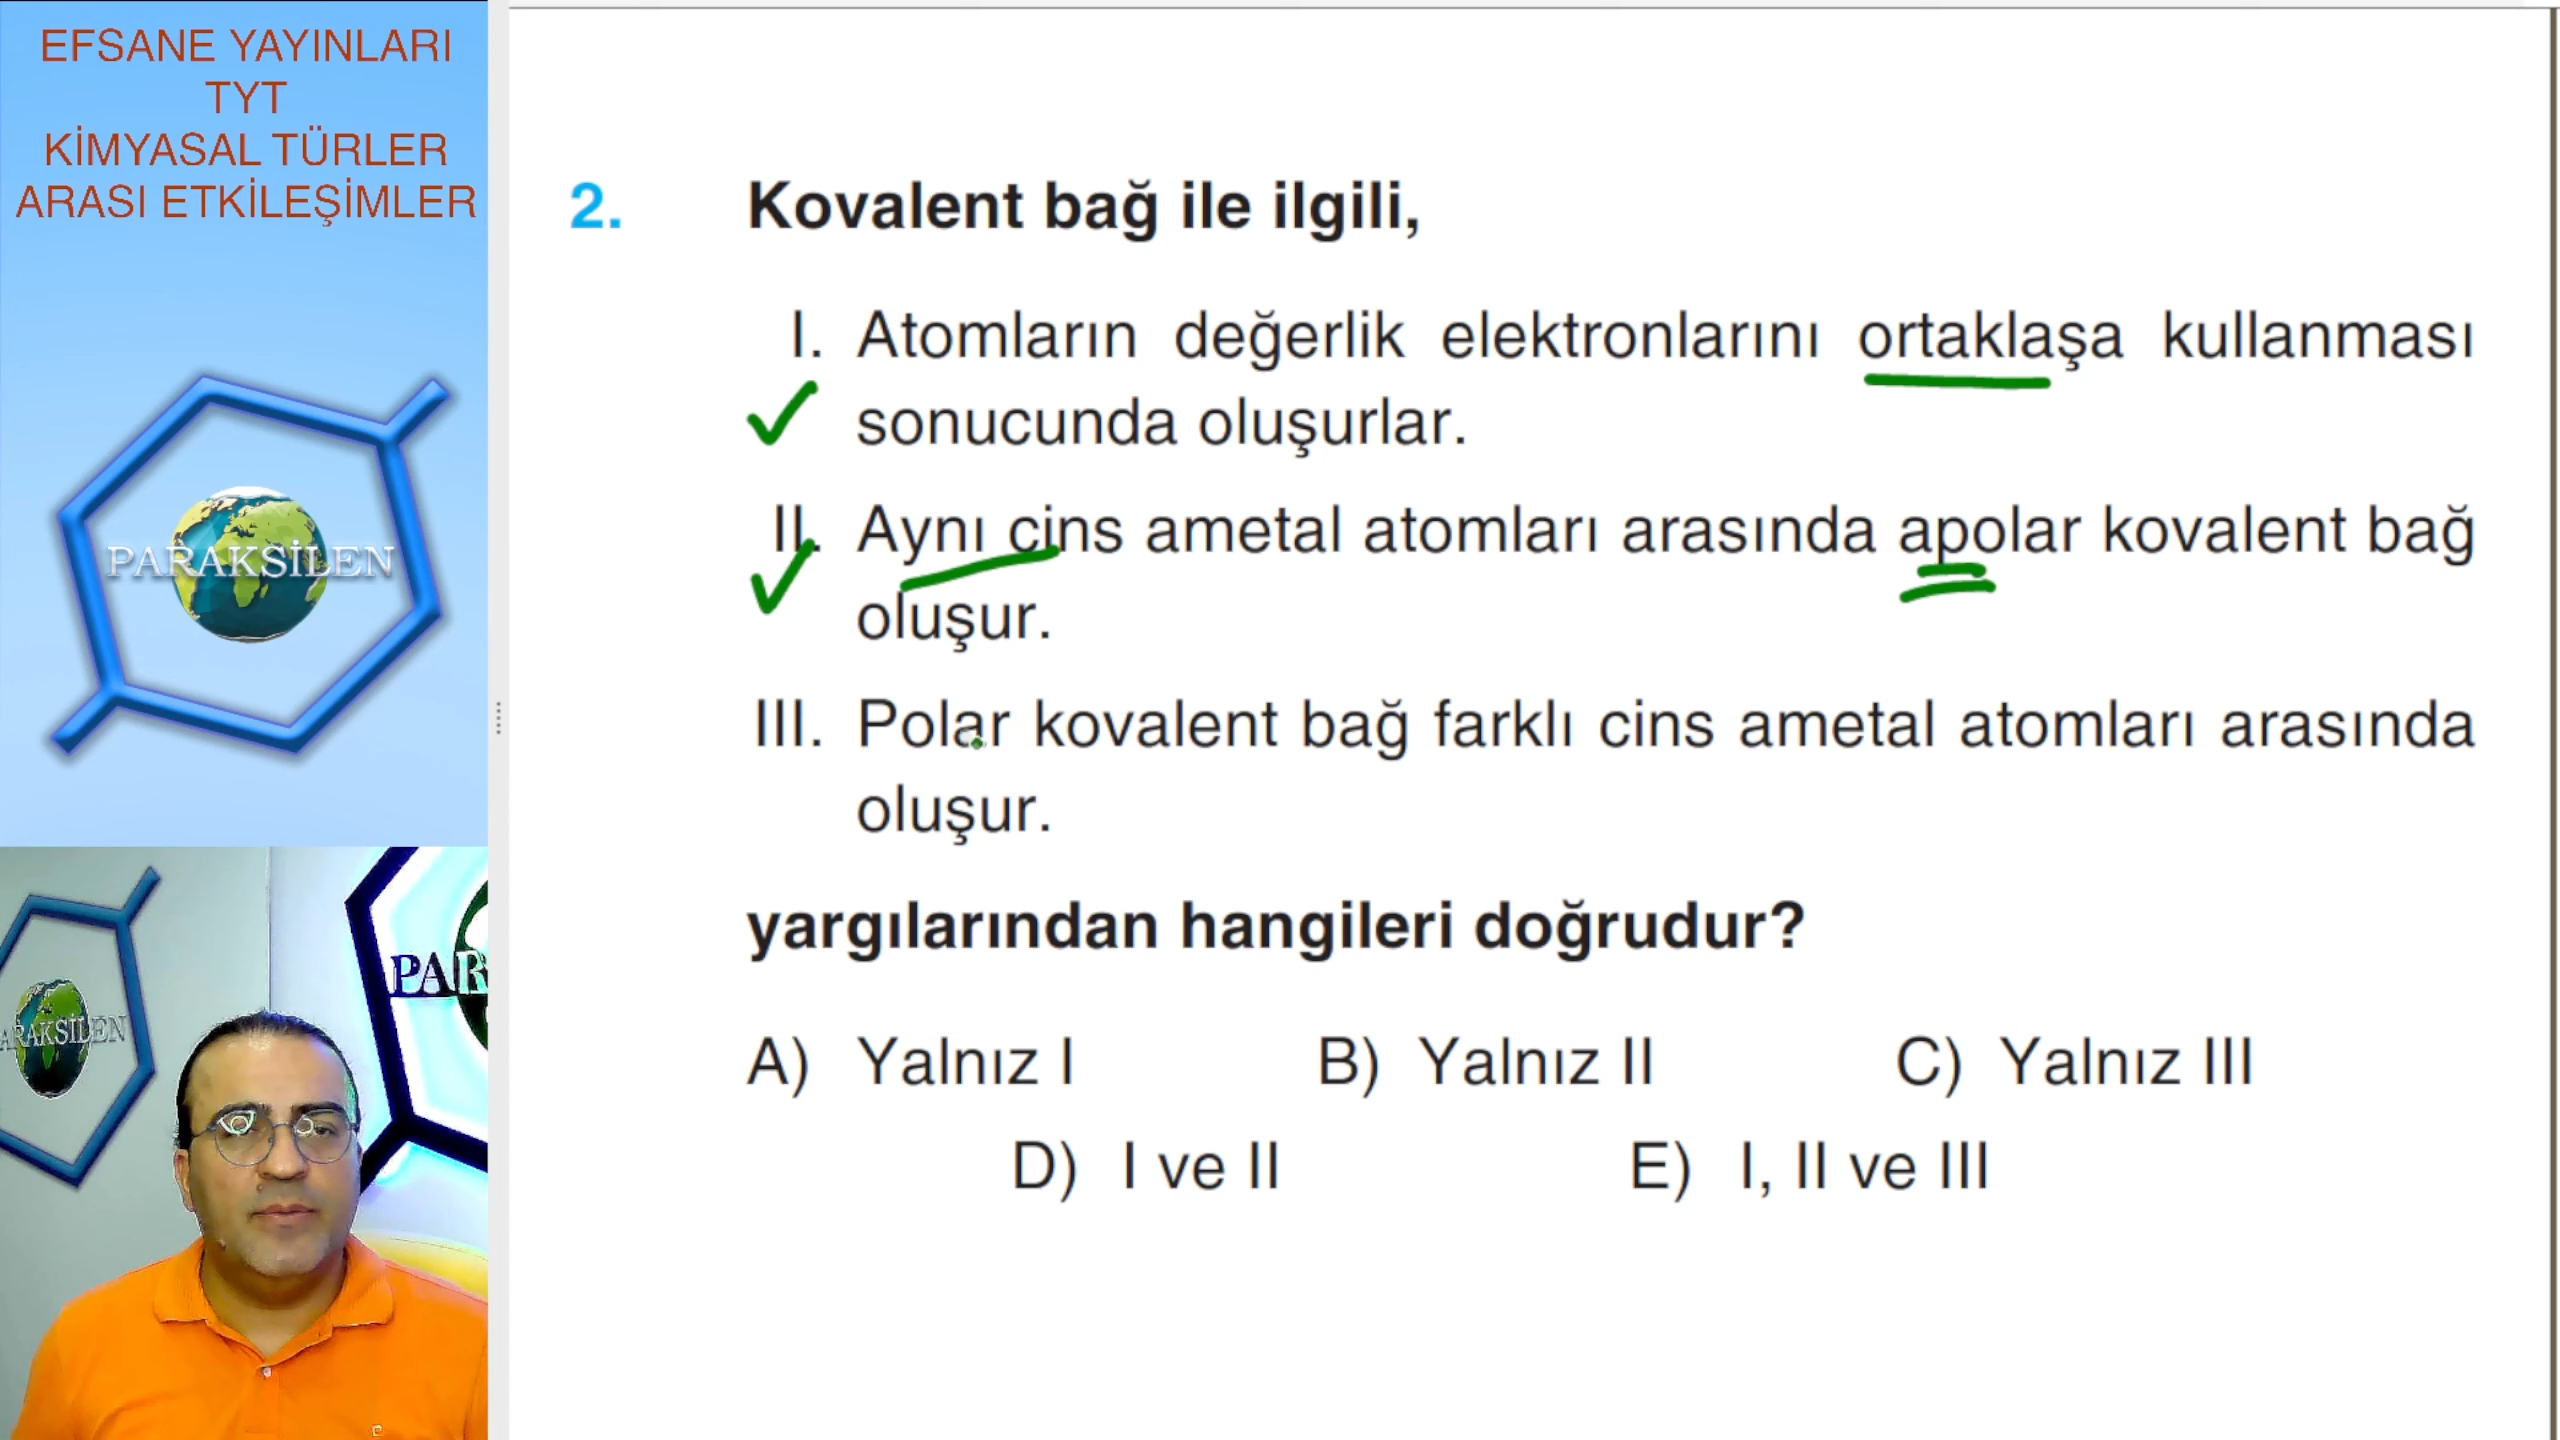 EFSANE YAYINLARI
TYT
KİMYASAL TÜRLER
ARASI ETKİLEŞİMLER
PARAKSİLEN
ARAKSİLEN
PAR
2. Kovalent bağ ile ilgili,
I. Atomların değerlik elektronlarını ortaklaşa kullanması
sonucunda oluşurlar.
II. Aynı cins ametal atomları arasında apolar kovalent bağ
oluşur.
III. Polar kovalent bağ farklı cins ametal atomları arasında
oluşur.
yargılarından hangileri doğrudur?
A) Yalnız I B) Yalnız II C) Yalnız III
D) I ve II E) I, II ve III